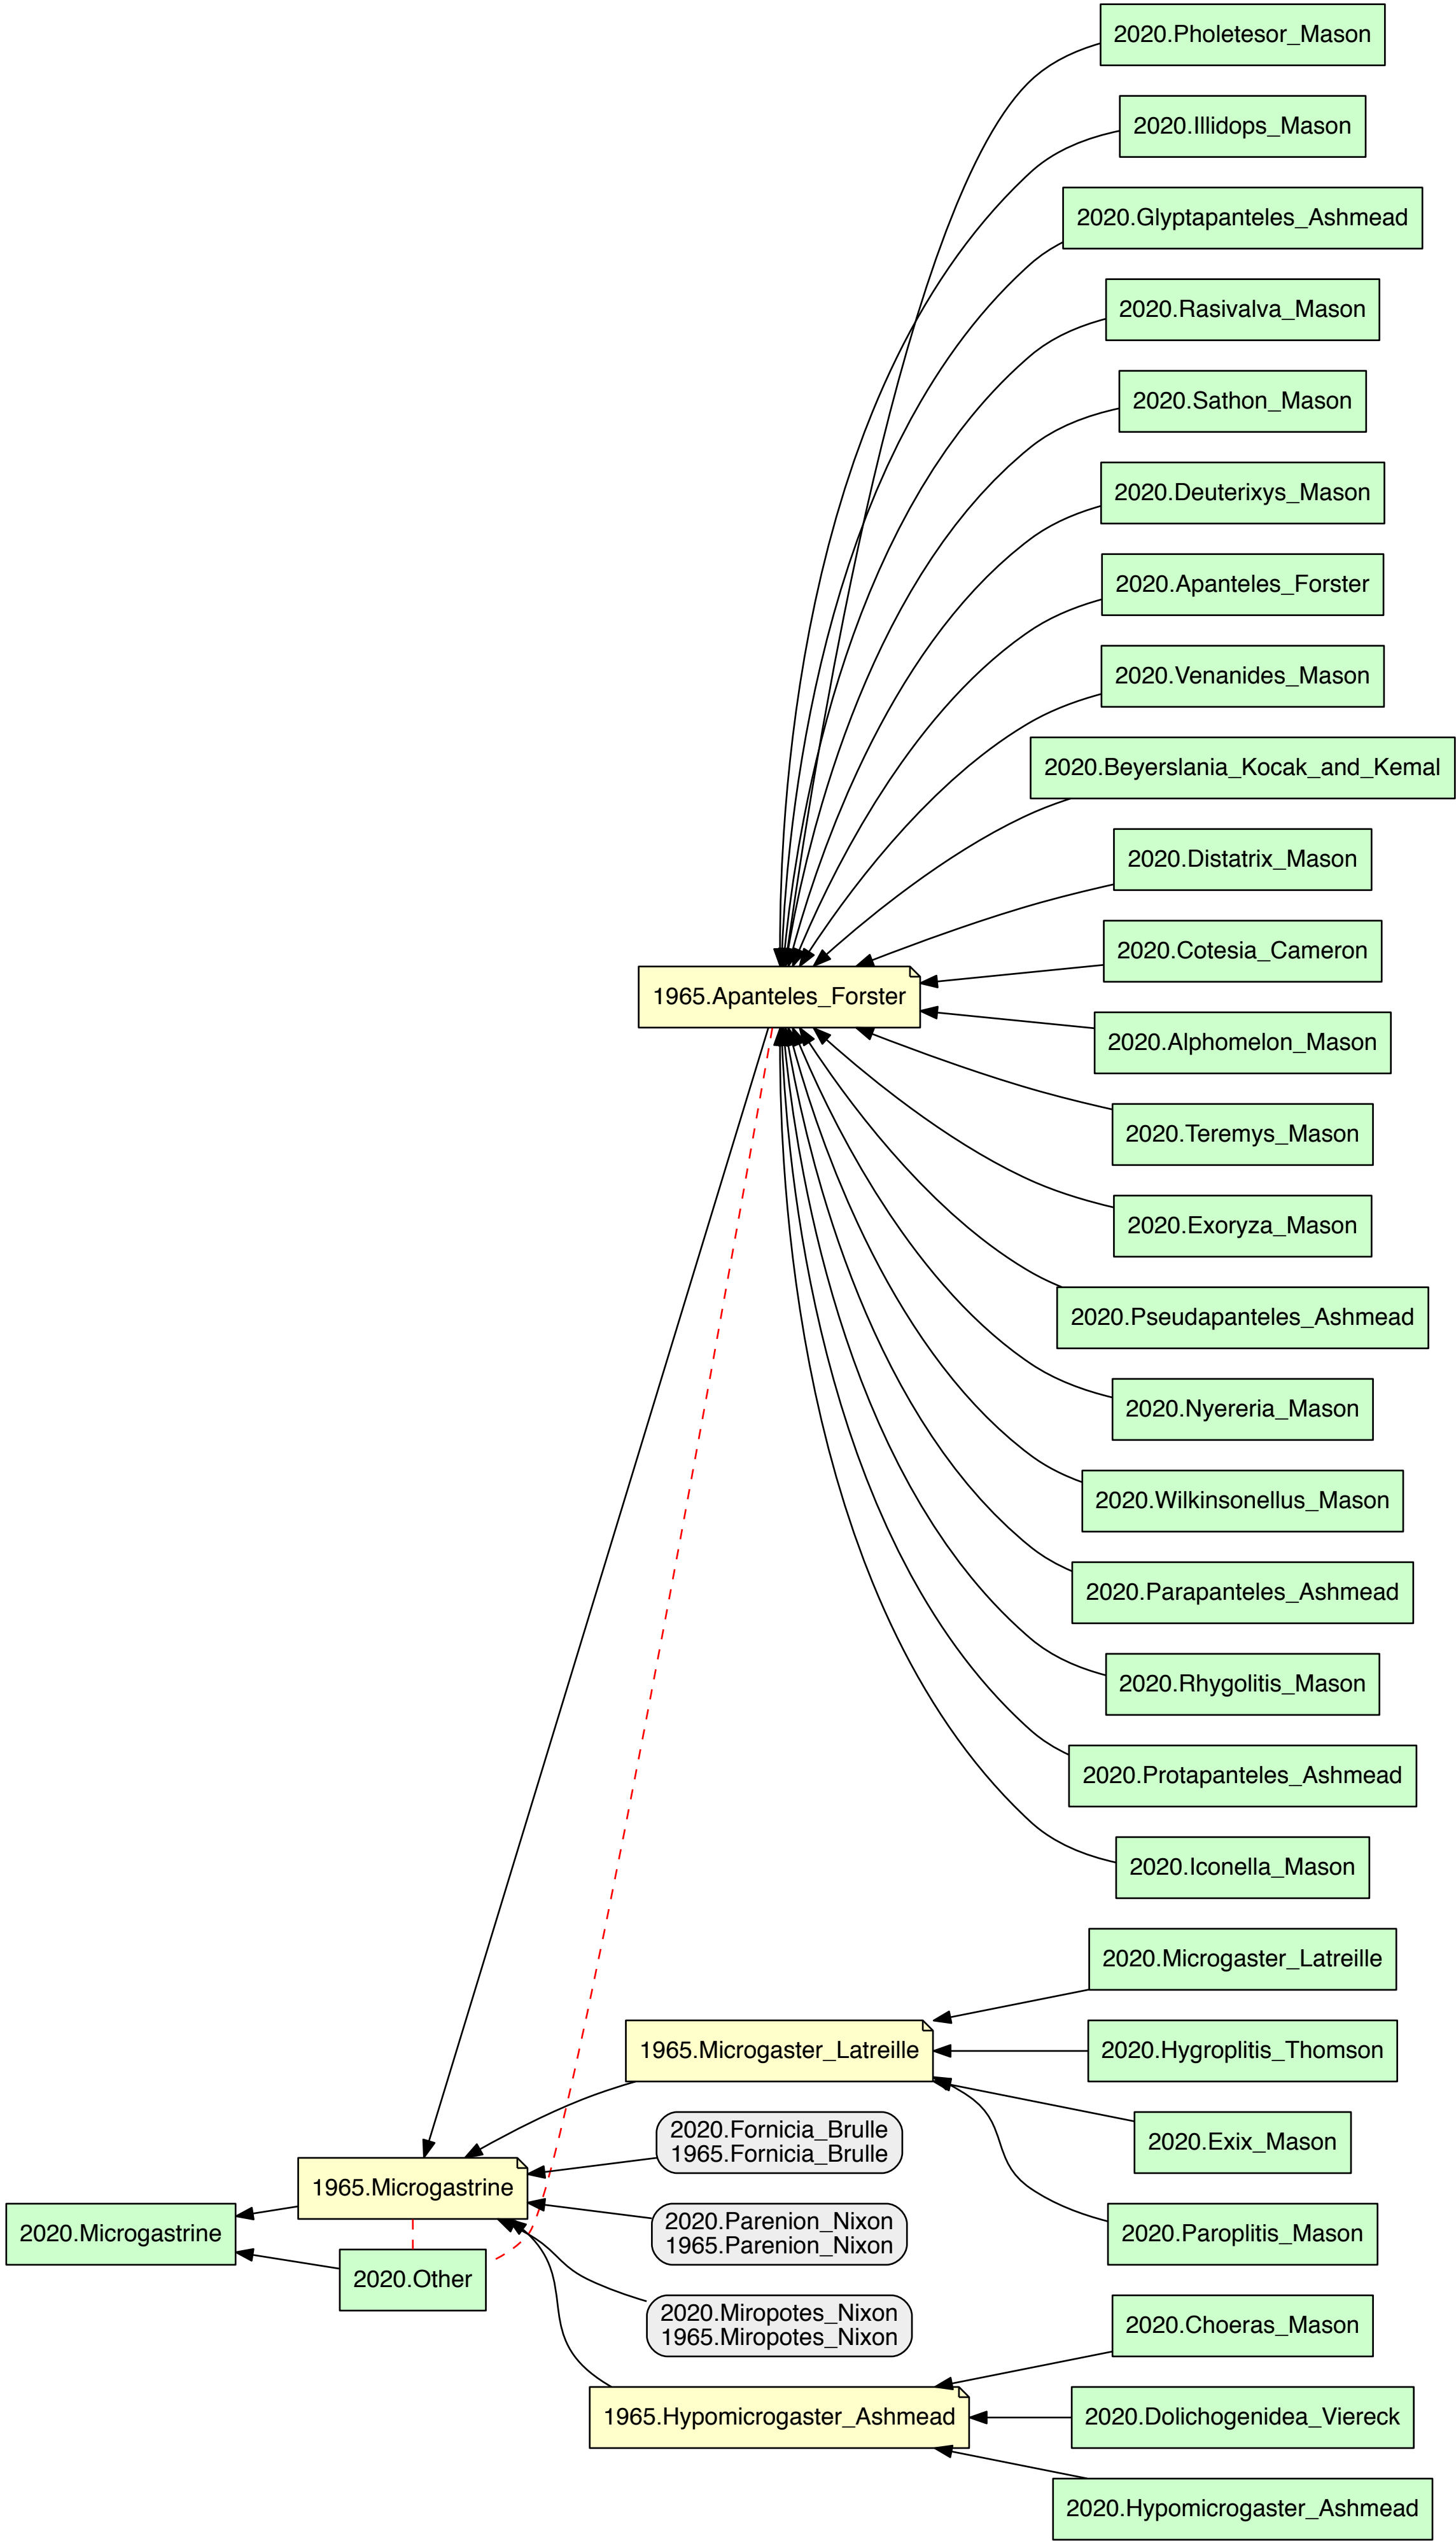 2020.Pholetesor_Mason
2020.Illidops_Mason
2020.Glyptapanteles_Ashmead
2020.Rasivalva_Mason
2020.Sathon_Mason
2020.Deuterixys_Mason
2020.Apanteles_Forster
2020.Venanides_Mason
2020.Beyerslania_Kocak_and_Kemal
2020.Distatrix_Mason
2020.Cotesia_Cameron
1965.Apanteles_Forster
2020.Alphomelon_Mason
2020.Teremys_Mason
2020.Exoryza_Mason
2020.Pseudapanteles_Ashmead
2020.Nyereria_Mason
2020.Wilkinsonellus_Mason
2020.Parapanteles_Ashmead
2020.Rhygolitis_Mason
2020.Protapanteles_Ashmead
2020.Iconella_Mason
2020.Microgaster_Latreille
1965.Microgaster_Latreille
2020.Hygroplitis_Thomson
2020.Fornicia_Brulle
1965.Fornicia_Brulle
2020.Exix_Mason
1965.Microgastrine
2020.Microgastrine
2020.Parenion_Nixon
1965.Parenion_Nixon
2020.Paroplitis_Mason
2020.Other
2020.Miropotes_Nixon
1965.Miropotes_Nixon
2020.Choeras_Mason
1965.Hypomicrogaster_Ashmead
2020.Dolichogenidea_Viereck
2020.Hypomicrogaster_Ashmead